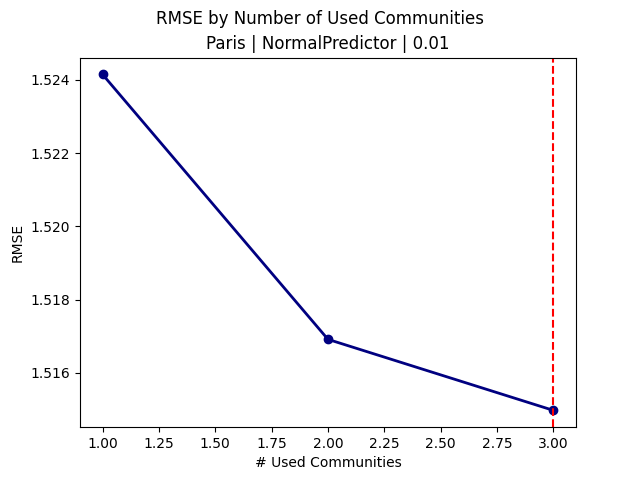 RMSE by Number of Used Communities
Paris | NormalPredictor | 0.01
1.524
1.522
1.520
1.518
1.516
RMSE
1.00 1.25 1.50 1.75 2.00 2.25 2.50 2.75 3.00
# Used Communities